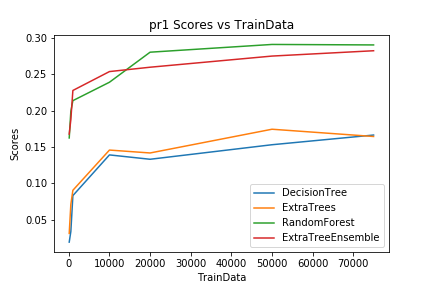 pr1 Scores vs TrainData
0.30
0.25
0.20
0.15
0.10
0.05
Scores
0 10000 20000 30000 40000 50000 60000 70000
TrainData
DecisionTree
ExtraTrees
RandomForest
ExtraTreeEnsemble